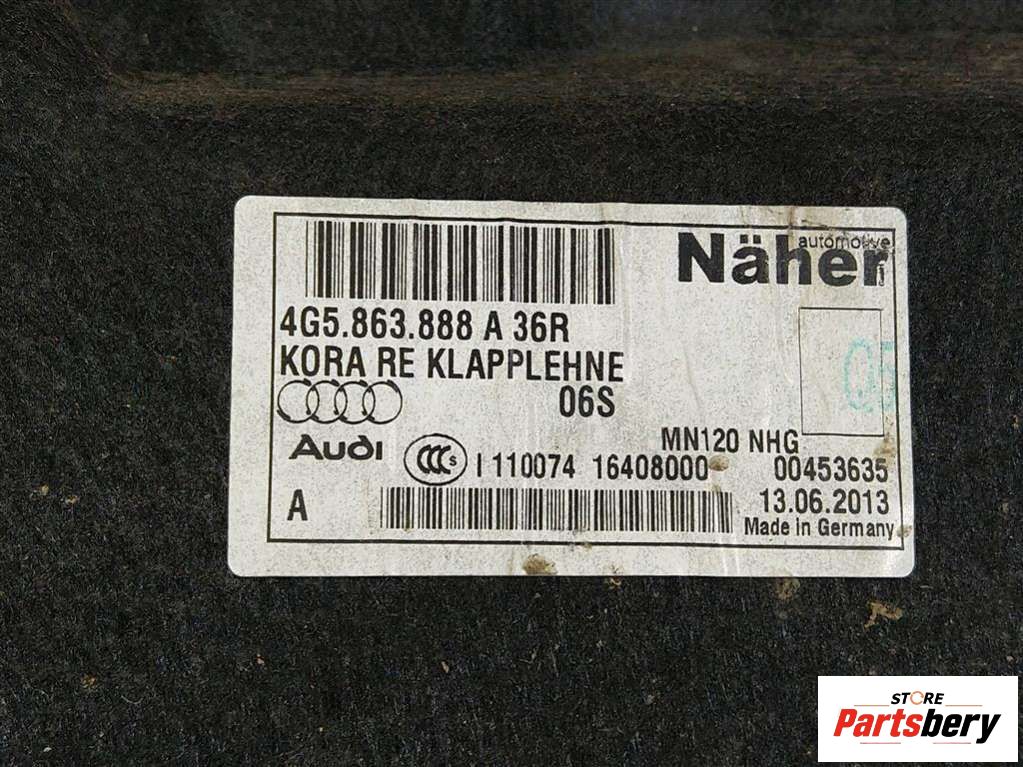 Näher
automotive
4G5.863.888 A 36R
KORA RE KLAPPLEHNE
06S
Audi
MN120 NHG
CCC S I 110074 16408000 00453635
A
13.06.2013
Made in Germany
STORE
Partsbery